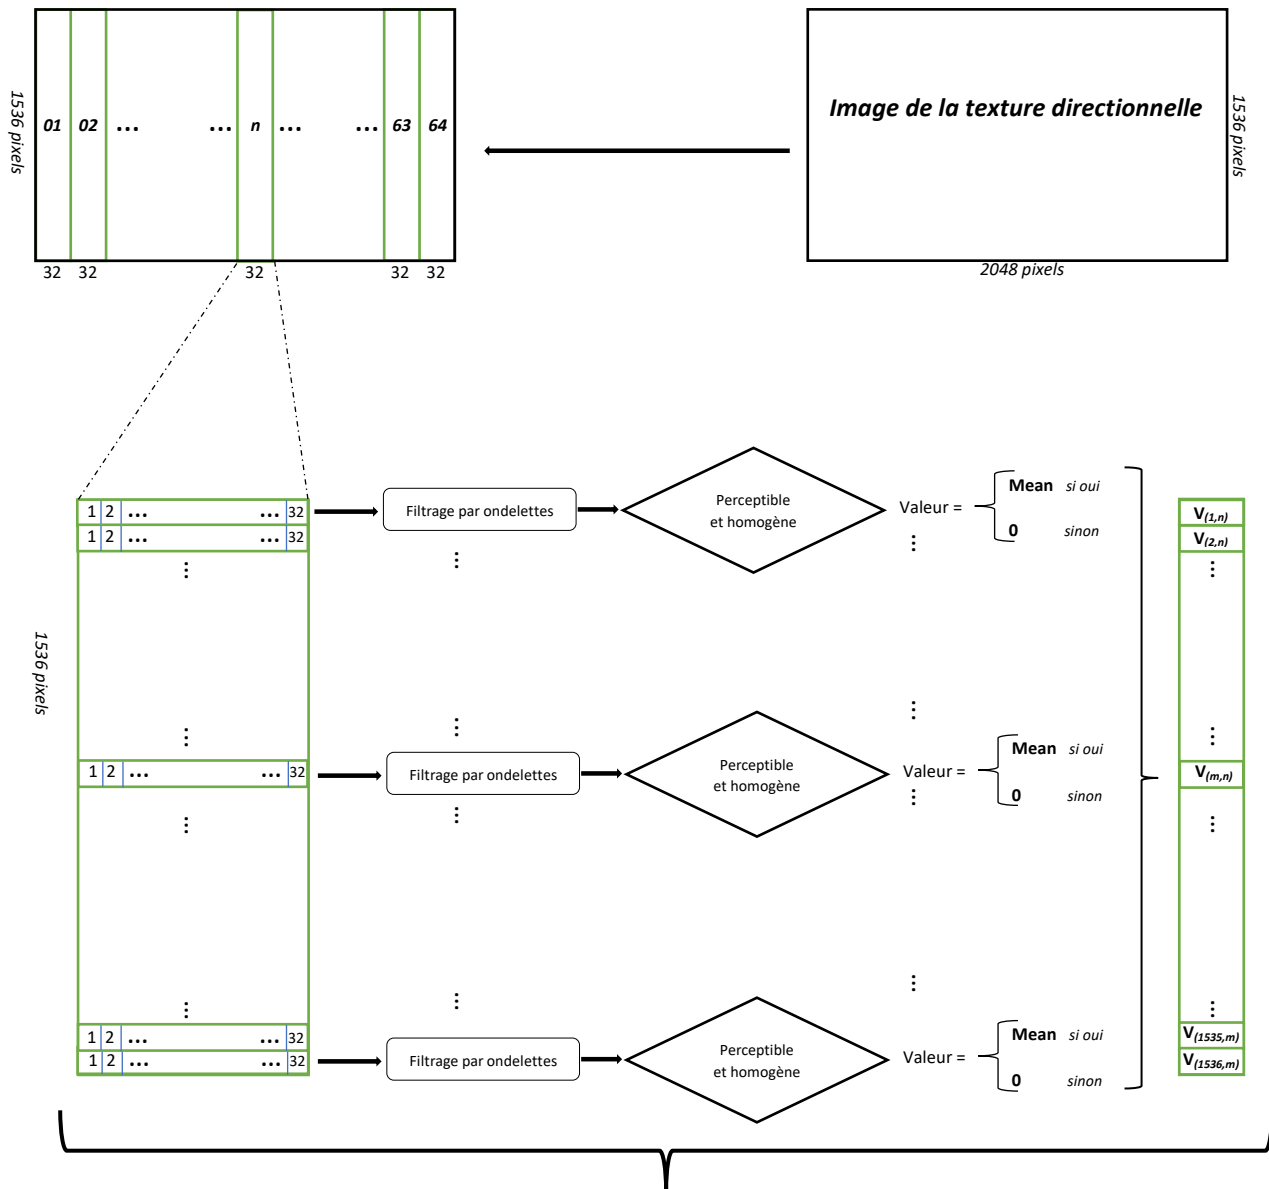 1536 pixels
01 02 ... ... n ... ... 63 64
32 32 32 32 32
Image de la texture directionnelle
1536 pixels
2048 pixels
1536 pixels
1 2 ... ... 32
1 2 ... ... 32
Filtrage par ondelettes
Perceptible
et homogène
Valeur =
Mean si oui
0 sinon
V(1,n)
V(2,n)
1 2 ... ... 32
Filtrage par ondelettes
Perceptible
et homogène
Valeur =
Mean si oui
0 sinon
V(m,n)
1 2 ... ... 32
1 2 ... ... 32
Filtrage par ondelettes
Perceptible
et homogène
Valeur =
Mean si oui
0 sinon
V(1535,m)
V(1536,m)